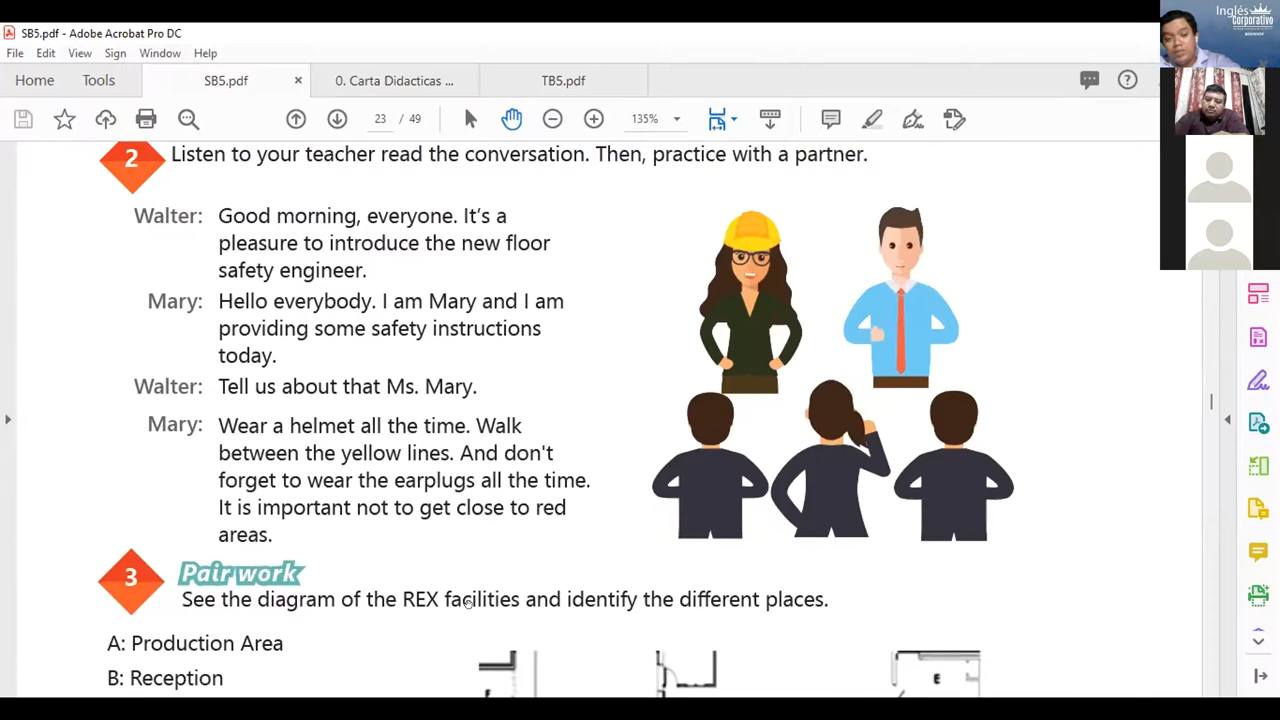 SB5.pdf - Adobe Acrobat Pro DC
File Edit View Sign Window Help
Home Tools SB5.pdf × 0. Carta Didacticas ... TB5.pdf
23 / 49 135%
2 Listen to your teacher read the conversation. Then, practice with a partner.
Walter: Good morning, everyone. It's a
pleasure to introduce the new floor
safety engineer.
Mary: Hello everybody. I am Mary and I am
providing some safety instructions
today.
Walter: Tell us about that Ms. Mary.
Mary: Wear a helmet all the time. Walk
between the yellow lines. And don't
forget to wear the earplugs all the time.
It is important not to get close to red
areas.
3 Pair work
See the diagram of the REX facilities and identify the different places.
A: Production Area
B: Reception
E
Inglés
Corporativo